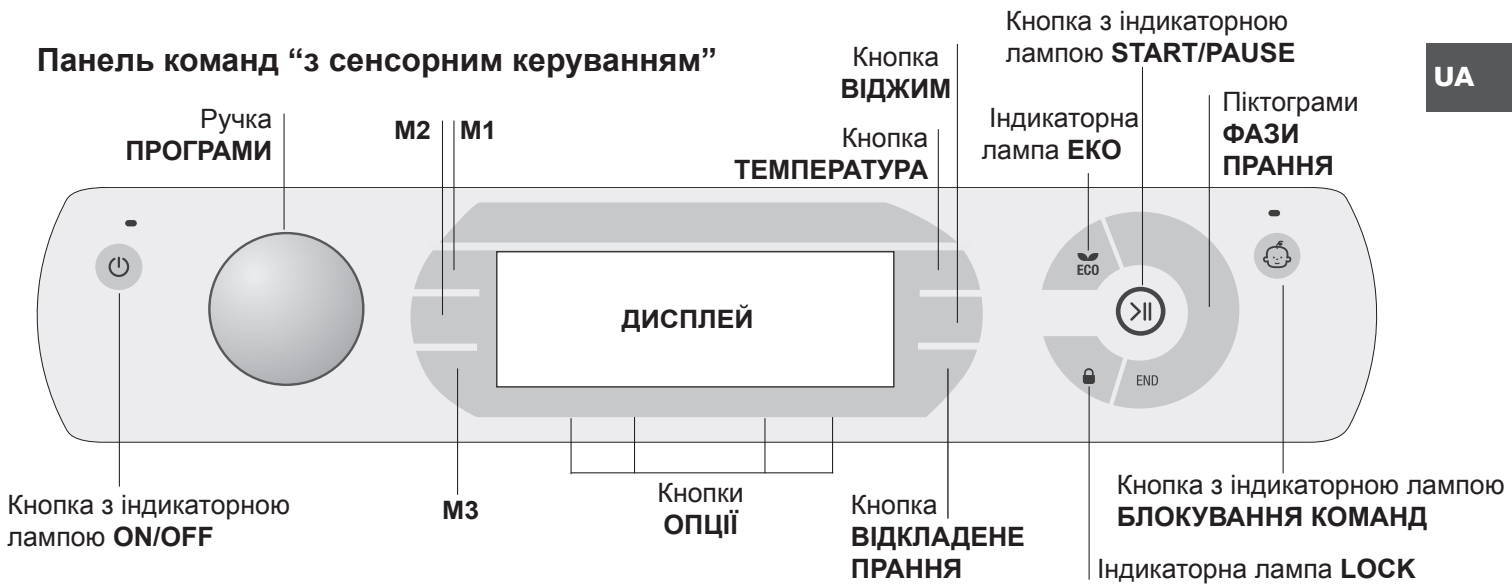 Панель команд “з сенсорним керуванням”
UA
Ручка
ПРОГРАМИ
M2
M1
Кнопка
ВІДЖИМ
Кнопка
ТЕМПЕРАТУРА
Кнопка з індикаторною
лампою START/PAUSE
Індикаторна
лампа ЕКО
Піктограми
ФАЗИ
ПРАННЯ
ДИСПЛЕЙ
ECO
END
Кнопка з індикаторною
лампою ON/OFF
M3
Кнопки
ОПЦІЇ
Кнопка
ВІДКЛАДЕНЕ
ПРАННЯ
Кнопка з індикаторною лампою
БЛОКУВАННЯ КОМАНД
Індикаторна лампа LOCK